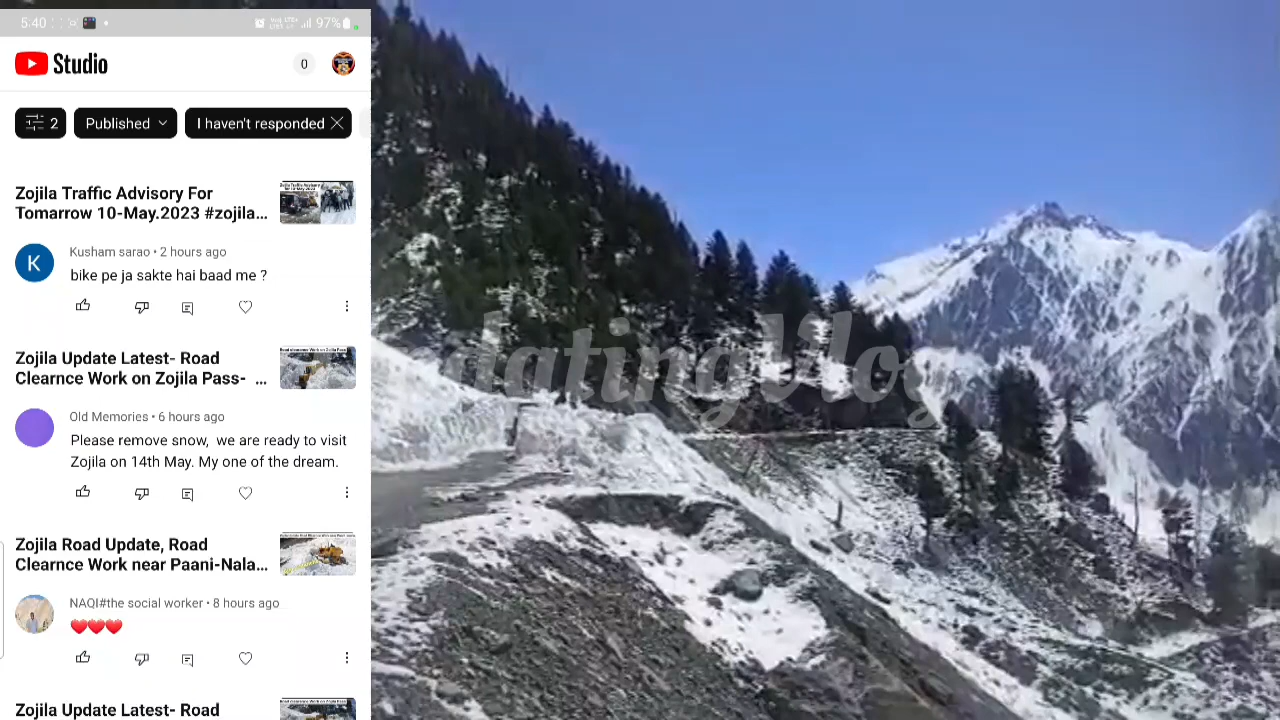 5:40
97%
Studio
0
2
Published
I haven't responded
Zojila Traffic Advisory For
Tomarrow 10-May.2023 #zojila...
K
Kusham sarao • 2 hours ago
bike pe ja sakte hai baad me ?
Zojila Update Latest- Road
Clearnce Work on Zojila Pass- ...
Old Memories • 6 hours ago
Please remove snow, we are ready to visit
Zojila on 14th May. My one of the dream.
Zojila Road Update, Road
Clearnce Work near Paani-Nala...
NAQI#the social worker • 8 hours ago
❤️❤️❤️
Zojila Update Latest- Road